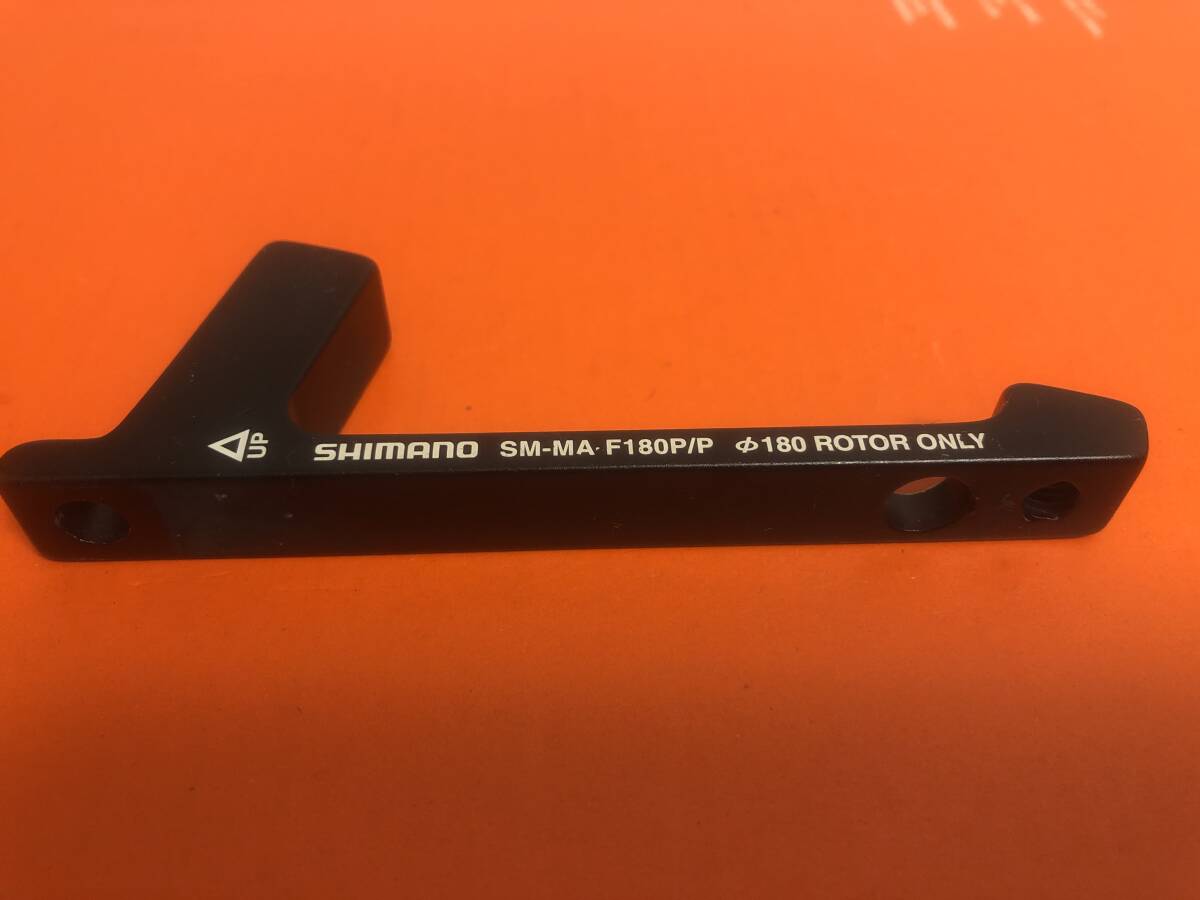 UP SHIMANO SM-MA-F180P/P φ180 ROTOR ONLY